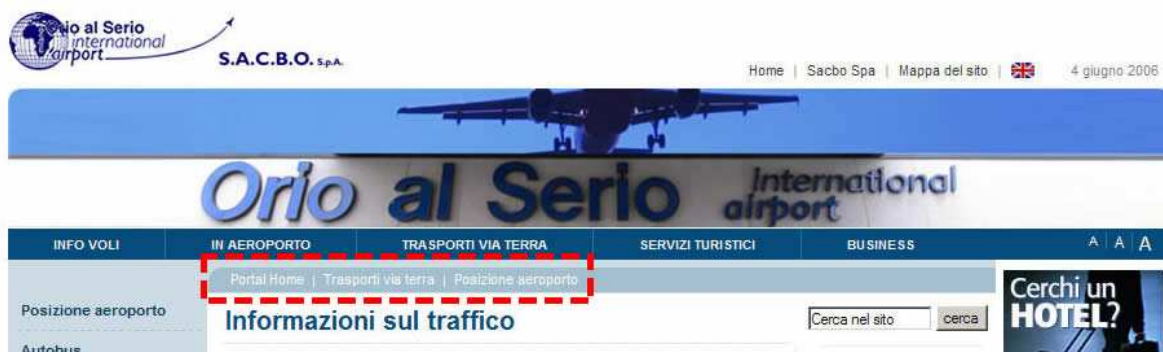 Orio al Serio
international
airport
S.A.C.B.O. S.p.A.
Home | Sacbo Spa | Mappa del sito | 4 giugno 2006
Orio al Serio international
airport
INFO VOLI IN AEROPORTO TRASPORTI VIA TERRA SERVIZI TURISTICI BUSINESS A | A | A
Portal Home | Trasporti via terra | Posizione aeroporto
Cerchi un
HOTEL?
Posizione aeroporto
Informazioni sul traffico
Cerca nel sito cerca
Autobus